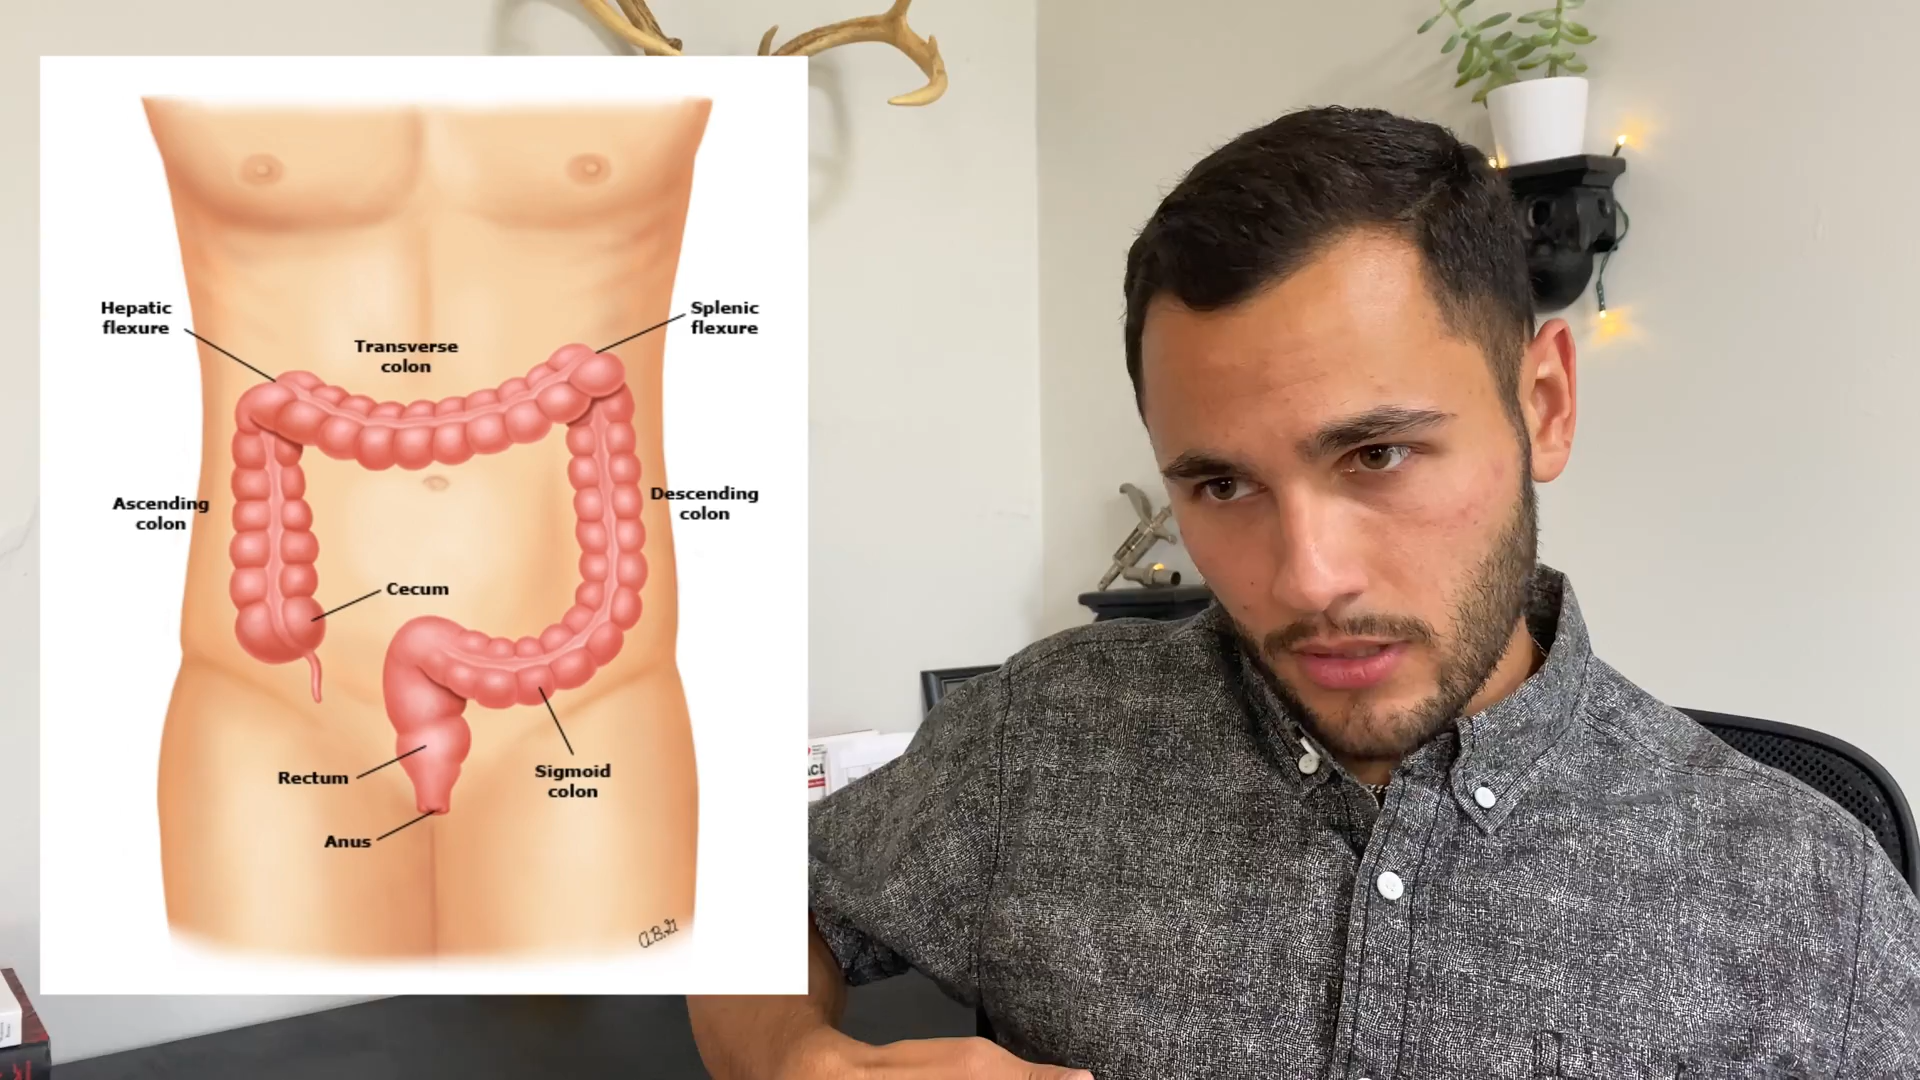 Hepatic
flexure
Splenic
flexure
Transverse
colon
Ascending
colon
Descending
colon
Cecum
Rectum
Sigmoid
colon
Anus